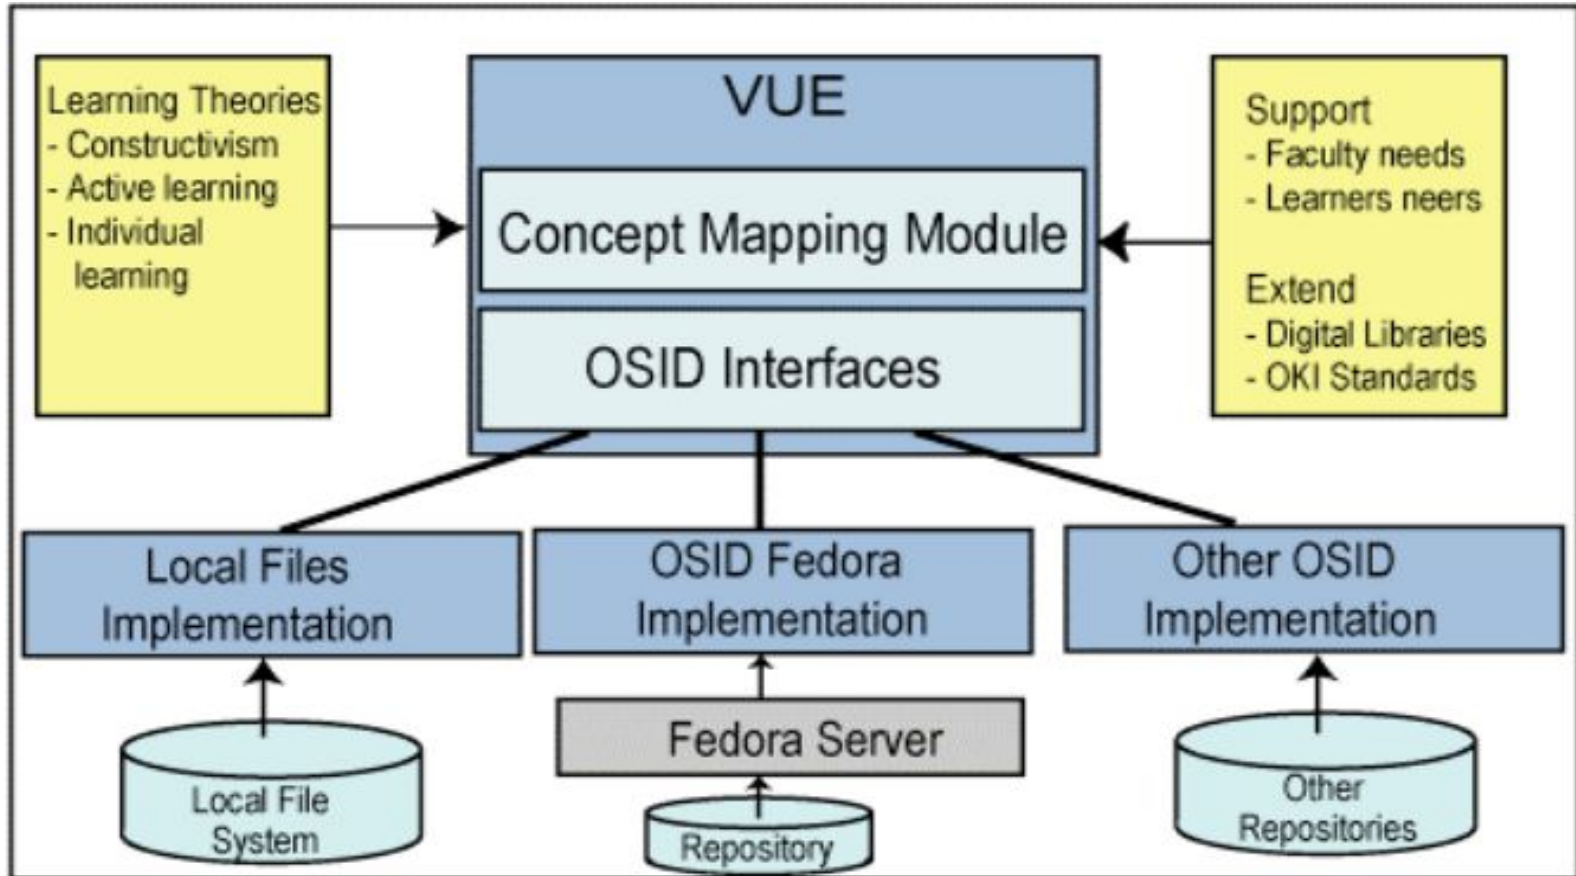 Learning Theories
- Constructivism
- Active learning
- Individual
learning
VUE
Concept Mapping Module
OSID Interfaces
Support
- Faculty needs
- Learners neers
Extend
- Digital Libraries
- OKI Standards
Local Files
Implementation
OSID Fedora
Implementation
Other OSID
Implementation
Fedora Server
Local File
System
Repository
Other
Repositories